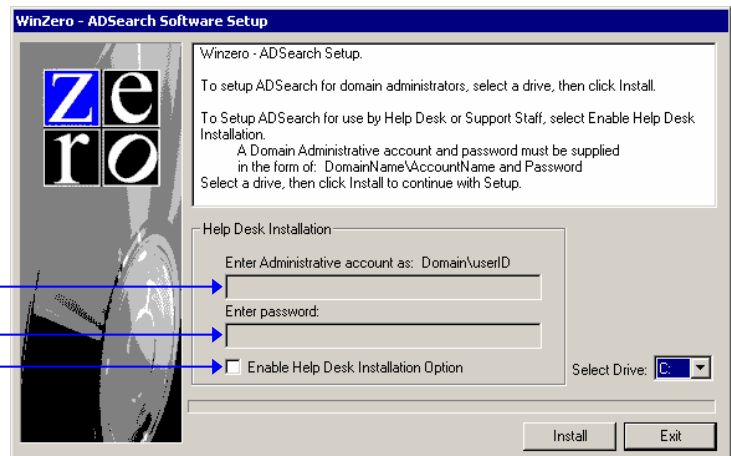 WinZero - ADSearch Software Setup
ze
ro
Winzero - ADSearch Setup.
To setup ADSearch for domain administrators, select a drive, then click Install.
To Setup ADSearch for use by Help Desk or Support Staff, select Enable Help Desk
Installation.
A Domain Administrative account and password must be supplied
in the form of: DomainName\AccountName and Password
Select a drive, then click Install to continue with Setup.
Help Desk Installation
Enter Administrative account as: Domain\userID
Enter password:
Enable Help Desk Installation Option
Select Drive: C:
Install Exit